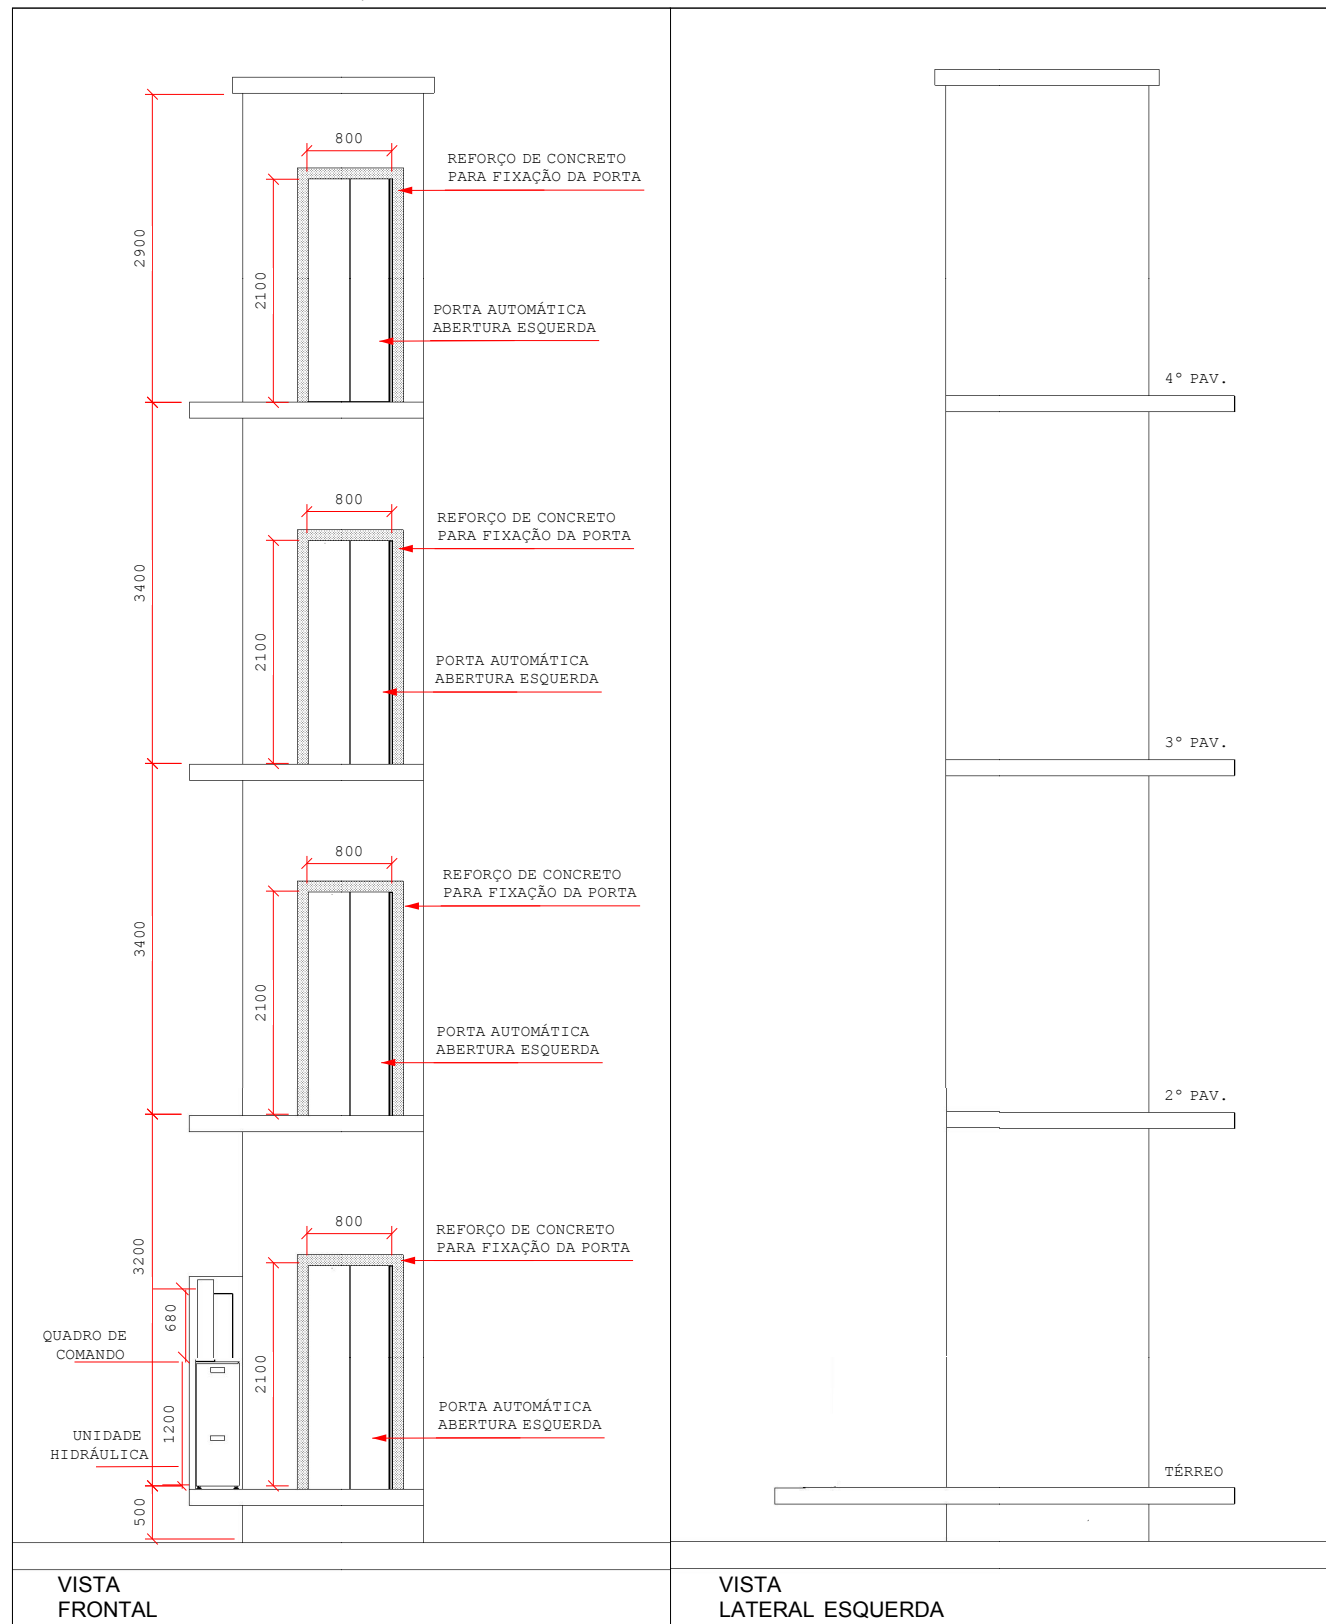 800
REFORÇO DE CONCRETO
PARA FIXAÇÃO DA PORTA
2900
2100
PORTA AUTOMÁTICA
ABERTURA ESQUERDA
4° PAV.
800
REFORÇO DE CONCRETO
PARA FIXAÇÃO DA PORTA
3400
2100
PORTA AUTOMÁTICA
ABERTURA ESQUERDA
3° PAV.
800
REFORÇO DE CONCRETO
PARA FIXAÇÃO DA PORTA
3400
2100
PORTA AUTOMÁTICA
ABERTURA ESQUERDA
2° PAV.
800
REFORÇO DE CONCRETO
PARA FIXAÇÃO DA PORTA
3200
680
QUADRO DE
COMANDO
2100
PORTA AUTOMÁTICA
ABERTURA ESQUERDA
1200
UNIDADE
HIDRÁULICA
TÉRREO
500
VISTA
FRONTAL
VISTA
LATERAL ESQUERDA